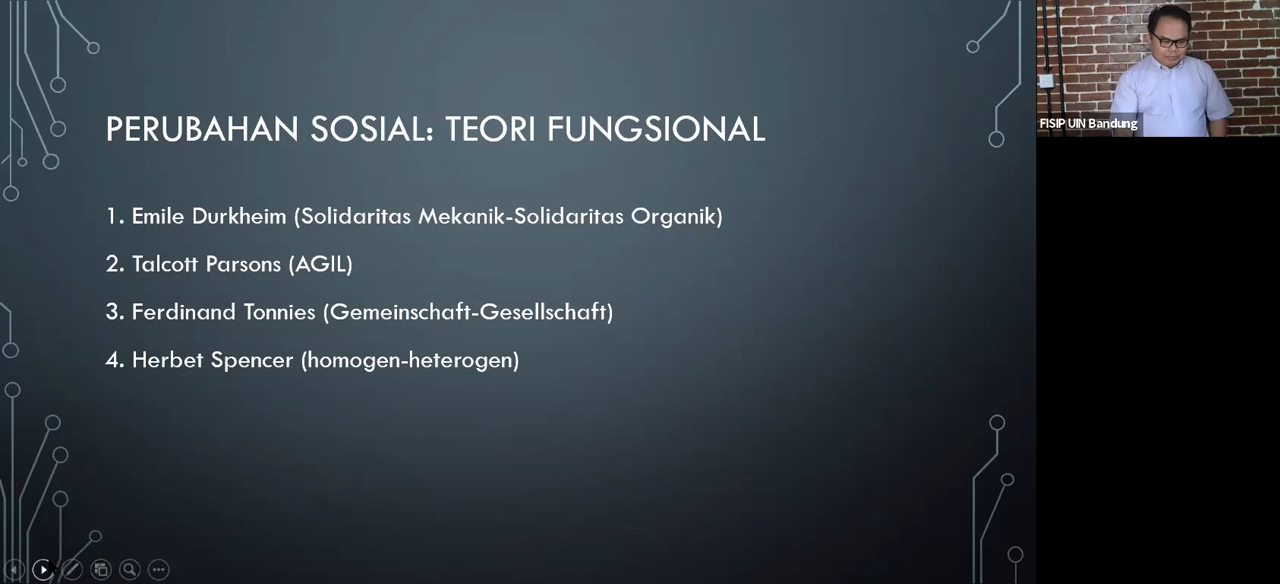 PERUBAHAN SOSIAL: TEORI FUNGSIONAL
1. Emile Durkheim (Solidaritas Mekanik-Solidaritas Organik)
2. Talcott Parsons (AGIL)
3. Ferdinand Tonnies (Gemeinschaft-Gesellschaft)
4. Herbet Spencer (homogen-heterogen)
FISIP UIN Bandung